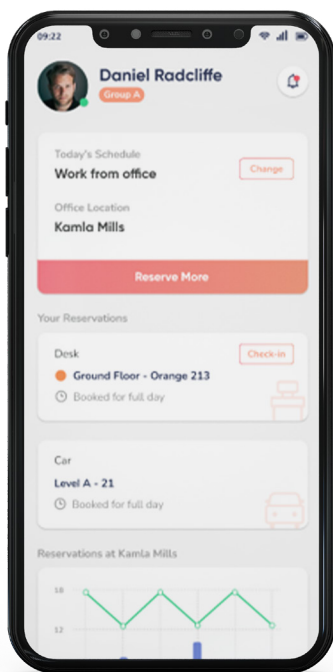 09:22
Daniel Radcliffe
Group A
Today's Schedule
Work from office
Change
Office Location
Kamla Mills
Reserve More
Your Reservations
Desk
Check-in
Ground Floor - Orange 213
Booked for full day
Car
Level A - 21
Booked for full day
Reservations at Kamla Mills
18
12